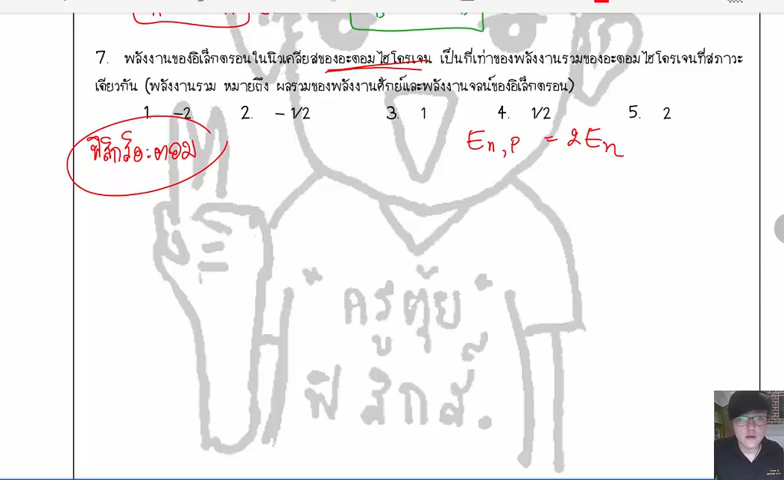 7. พลังงานของอิเล็กตรอนในนิวเคลียสของอะตอมไฮโดรเจน เป็นกี่เท่าของพลังงานรวมของอะตอมไฮโดรเจนที่สภาวะ
เดียวกัน (พลังงานรวม หมายถึง ผลรวมของพลังงานศักย์และพลังงานจลน์ของอิเล็กตรอน)
1. -2 2. - 1/2 3. 1 4. 1/2 5. 2
ฟิสิกส์อะตอม
En,p = 2En
"ครูตุ้ย"
ฟิสิกส์.